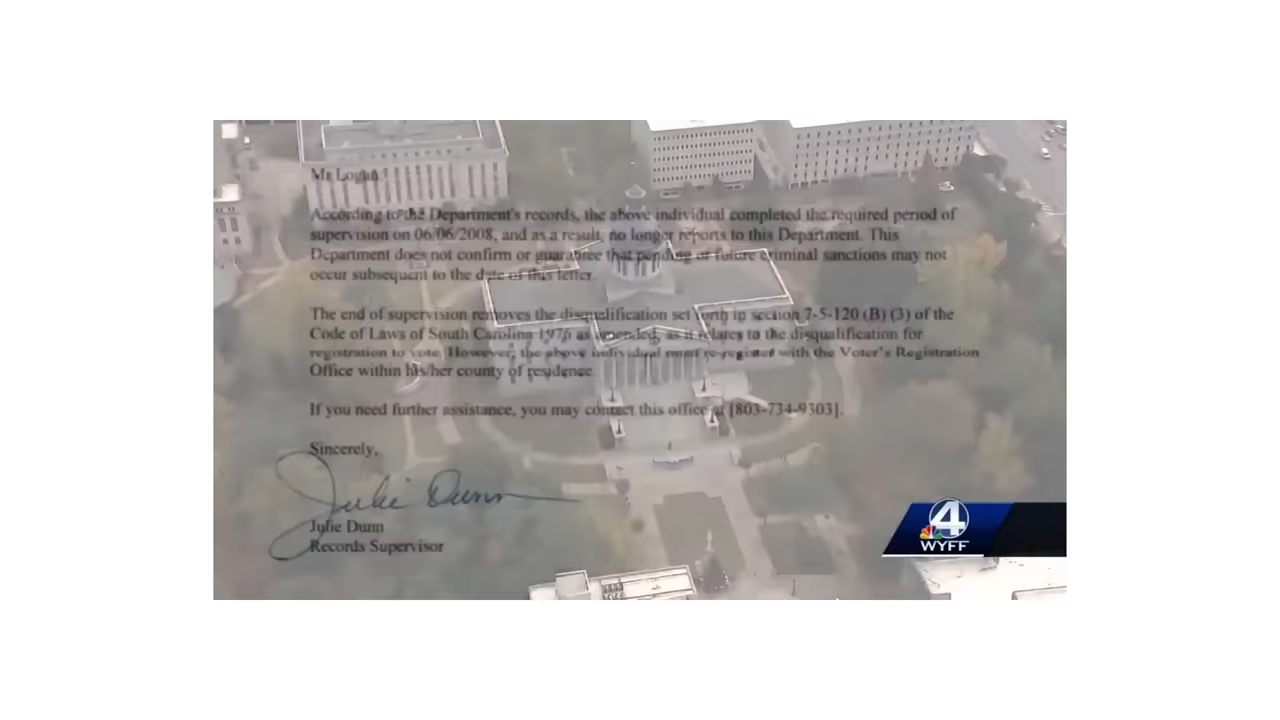 Mr Logan:
According to the Department's records, the above individual completed the required period of
supervision on 06/06/2008, and as a result, no longer reports to this Department. This
Department does not confirm or guarantee that pending or future criminal sanctions may not
occur subsequent to the date of this letter.
The end of supervision removes the disqualification set forth in section 7-5-120 (B) (3) of the
Code of Laws of South Carolina 1976 as amended, as it relates to the disqualification for
registration to vote. However, the above individual must re-register with the Voter's Registration
Office within his/her county of residence.
If you need further assistance, you may contact this office at [803-734-9303].
Sincerely,
Julie Dunn
Julie Dunn
Records Supervisor
4
WYFF